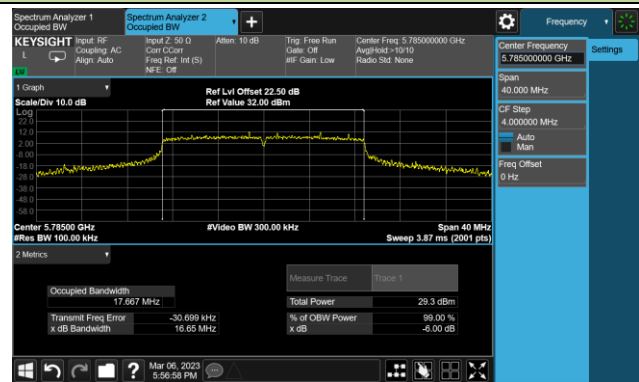 Spectrum Analyzer 1
Occupied BW
Spectrum Analyzer 2
Occupied BW
Frequency
KEYSIGHT
L
Input: RF
Coupling: AC
Align: Auto
Input Z: 50 Ω
Corr CCorr
Freq Ref: Int (S)
NFE: Off
Atten: 10 dB
Trig: Free Run
Gate: Off
#IF Gain: Low
Center Freq: 5.785000000 GHz
Avg|Hold:>10/10
Radio Std: None
Center Frequency
5.785000000 GHz
Settings
Span
40.000 MHz
CF Step
4.000000 MHz
Auto
Man
Freq Offset
0 Hz
1 Graph
Scale/Div 10.0 dB
Ref Lvl Offset 22.50 dB
Ref Value 32.00 dBm
Log
22.0
12.0
2.00
-8.00
-18.0
-28.0
-38.0
-48.0
-58.0
Center 5.78500 GHz
#Res BW 100.00 kHz
#Video BW 300.00 kHz
Span 40 MHz
Sweep 3.87 ms (2001 pts)
2 Metrics
Measure Trace
Trace 1
Occupied Bandwidth
17.667 MHz
Total Power
29.3 dBm
Transmit Freq Error
-30.699 kHz
% of OBW Power
99.00 %
x dB Bandwidth
16.65 MHz
x dB
-6.00 dB
Mar 06, 2023
5:56:58 PM